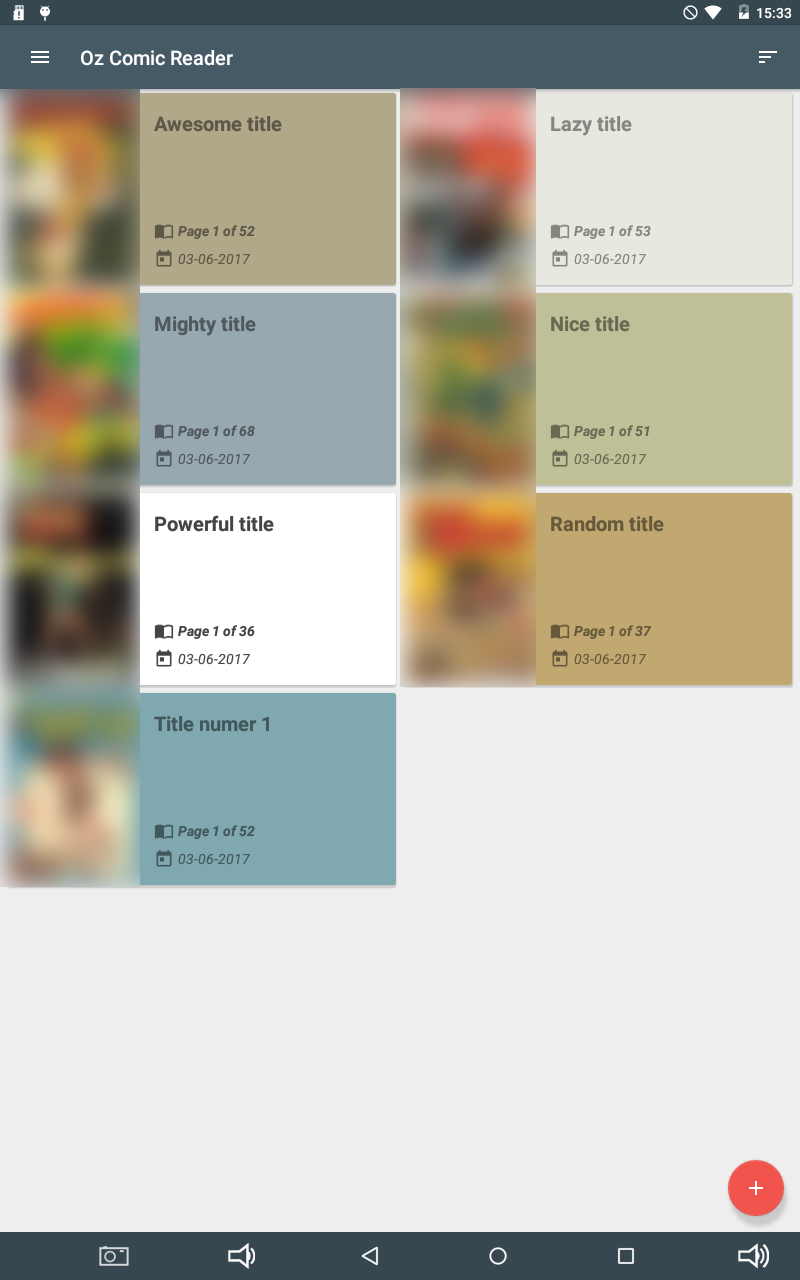 15:33
Oz Comic Reader
Awesome title
Page 1 of 52
03-06-2017
Lazy title
Page 1 of 53
03-06-2017
Mighty title
Page 1 of 68
03-06-2017
Nice title
Page 1 of 51
03-06-2017
Powerful title
Page 1 of 36
03-06-2017
Random title
Page 1 of 37
03-06-2017
Title numer 1
Page 1 of 52
03-06-2017